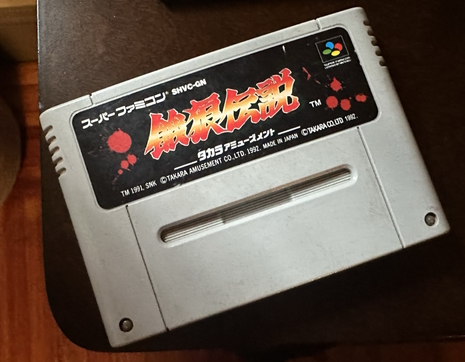 スーパーファミコン® SHVC-GN
餓狼伝説 TM
タカラアミューズメント
TM 1991. SNK ©TAKARA AMUSEMENT CO.,LTD. 1992. MADE IN JAPAN ©TAKARA CO.,LTD. 1992.